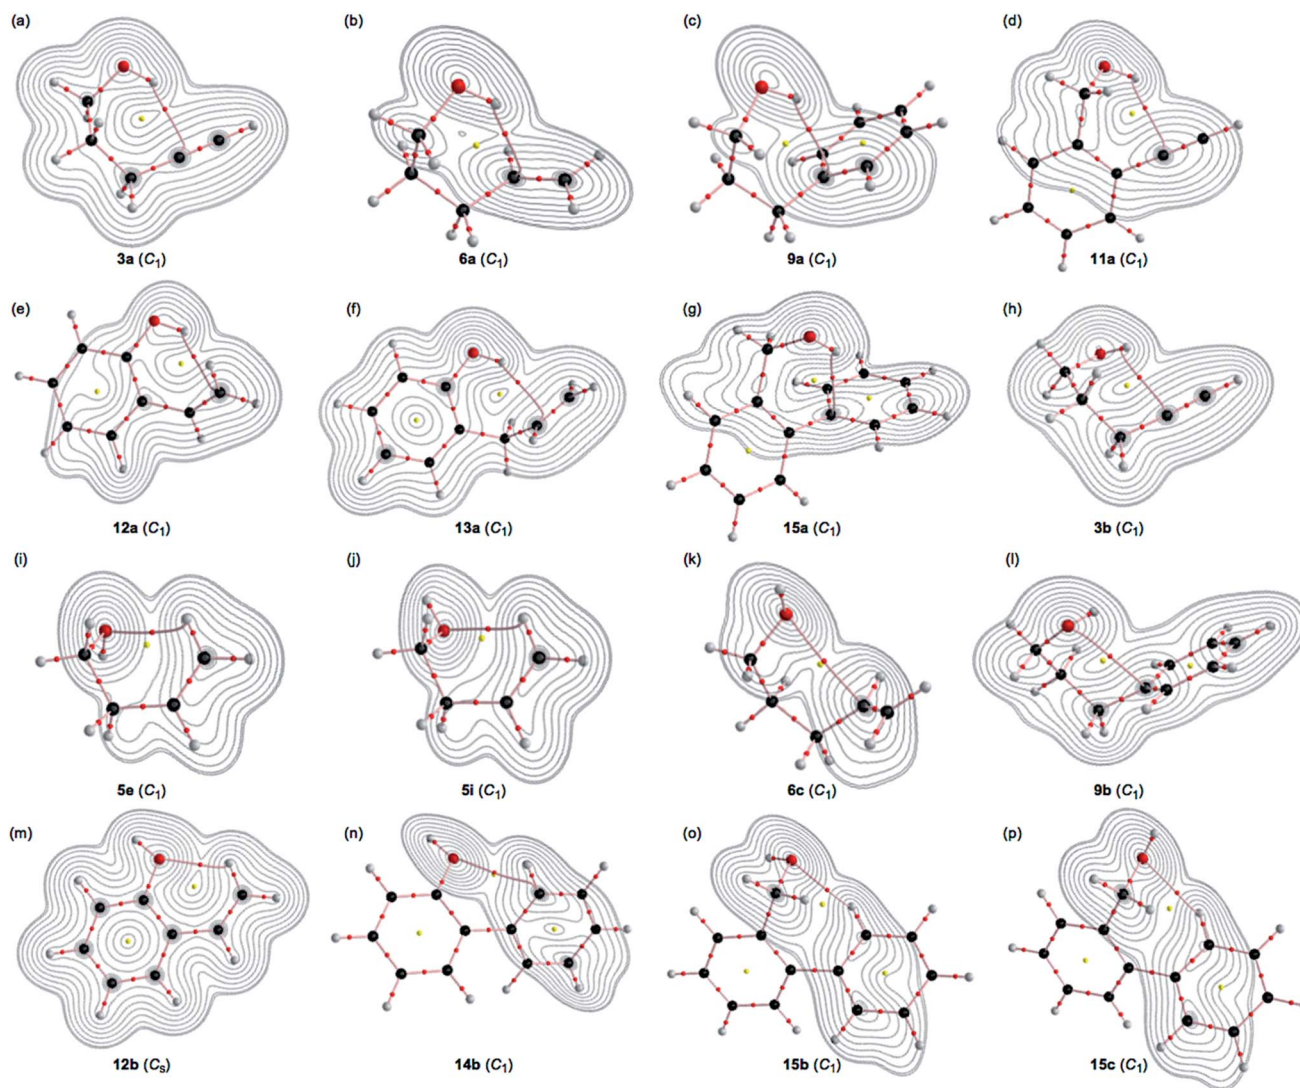 (a) (b) (c) (d)
3a (C1) 6a (C1) 9a (C1) 11a (C1)
(e) (f) (g) (h)
12a (C1) 13a (C1) 15a (C1) 3b (C1)
(i) (j) (k) (l)
5e (C1) 5i (C1) 6c (C1) 9b (C1)
(m) (n) (o) (p)
12b (Cs) 14b (C1) 15b (C1) 15c (C1)